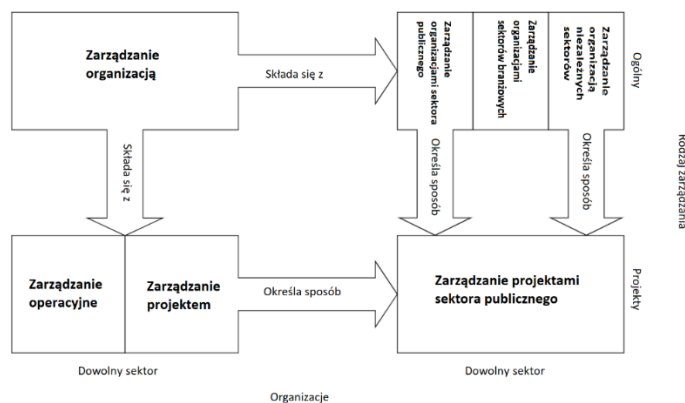 Zarządzanie
organizacją
Składa się z
Zarządzanie
organizacjami sektora
publicznego
Zarządzanie
organizacjami
sektorów branżowych
Zarządzanie
organizacją
niezależnych
sektorów
Ogólny
Rodzaj zarządzania
Składa się z
Określa sposób
Określa sposób
Zarządzanie
operacyjne
Zarządzanie
projektem
Określa sposób
Zarządzanie projektami
sektora publicznego
Projekty
Dowolny sektor
Dowolny sektor
Organizacje